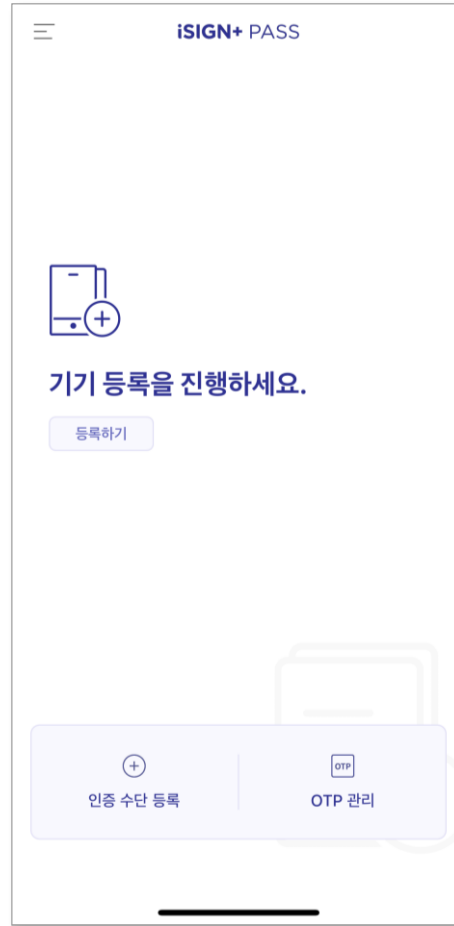 iSIGN+ PASS
기기 등록을 진행하세요.
등록하기
OTP
인증 수단 등록
OTP 관리